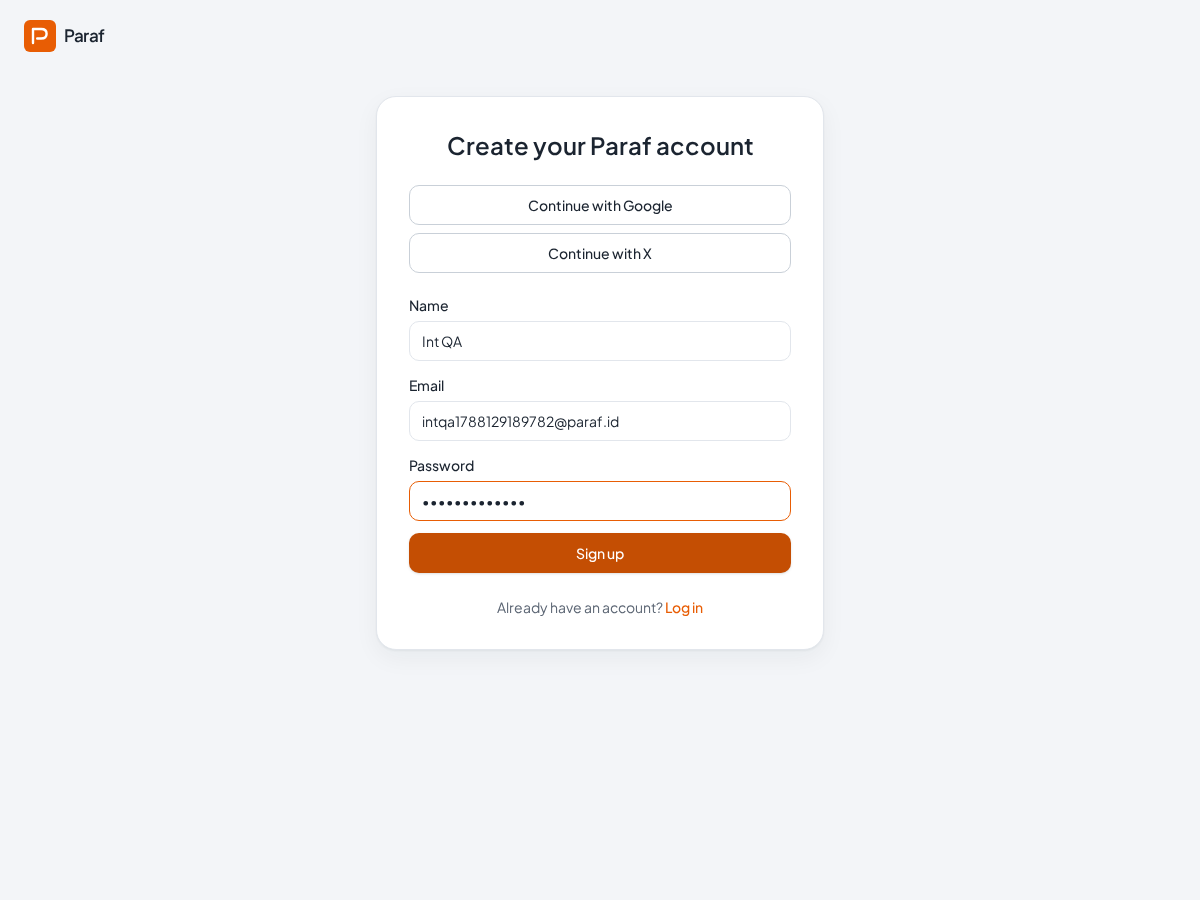 Paraf
Create your Paraf account
Continue with Google
Continue with X
Name
Int QA
Email
intqa1788129189782@paraf.id
Password
•••••••••••••
Sign up
Already have an account? Log in